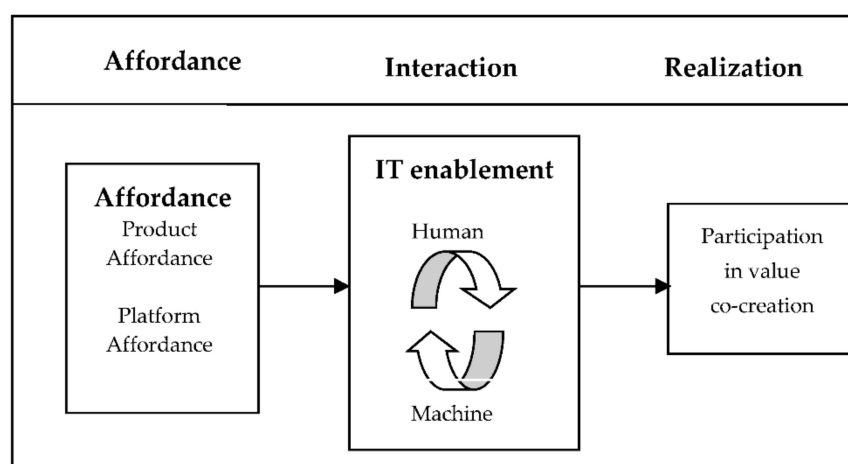 Affordance
Interaction
Realization
Affordance
Product
Affordance
Platform
Affordance
IT enablement
Human
Machine
Participation
in value
co-creation